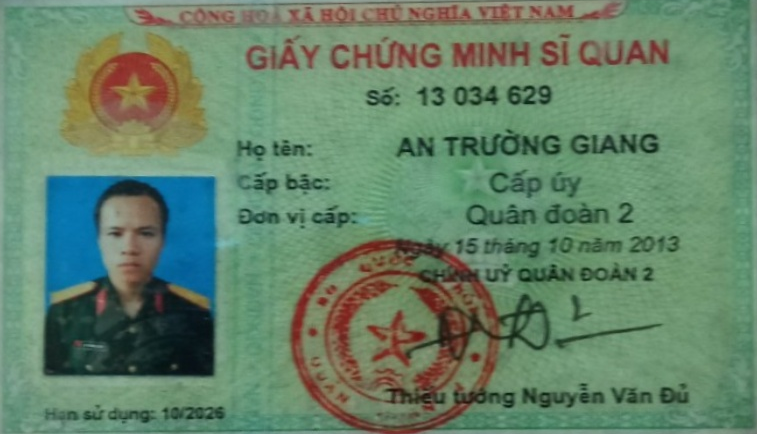 CỘNG HOÀ XÃ HỘI CHỦ NGHĨA VIỆT NAM
GIẤY CHỨNG MINH SĨ QUAN
Số: 13 034 629
Họ tên: AN TRƯỜNG GIANG
Cấp bậc: Cấp úy
Đơn vị cấp: Quân đoàn 2
Ngày 15 tháng 10 năm 2013
CHÍNH UỶ QUÂN ĐOÀN 2
Thiếu tướng Nguyễn Văn Đủ
Hạn sử dụng: 10/2026